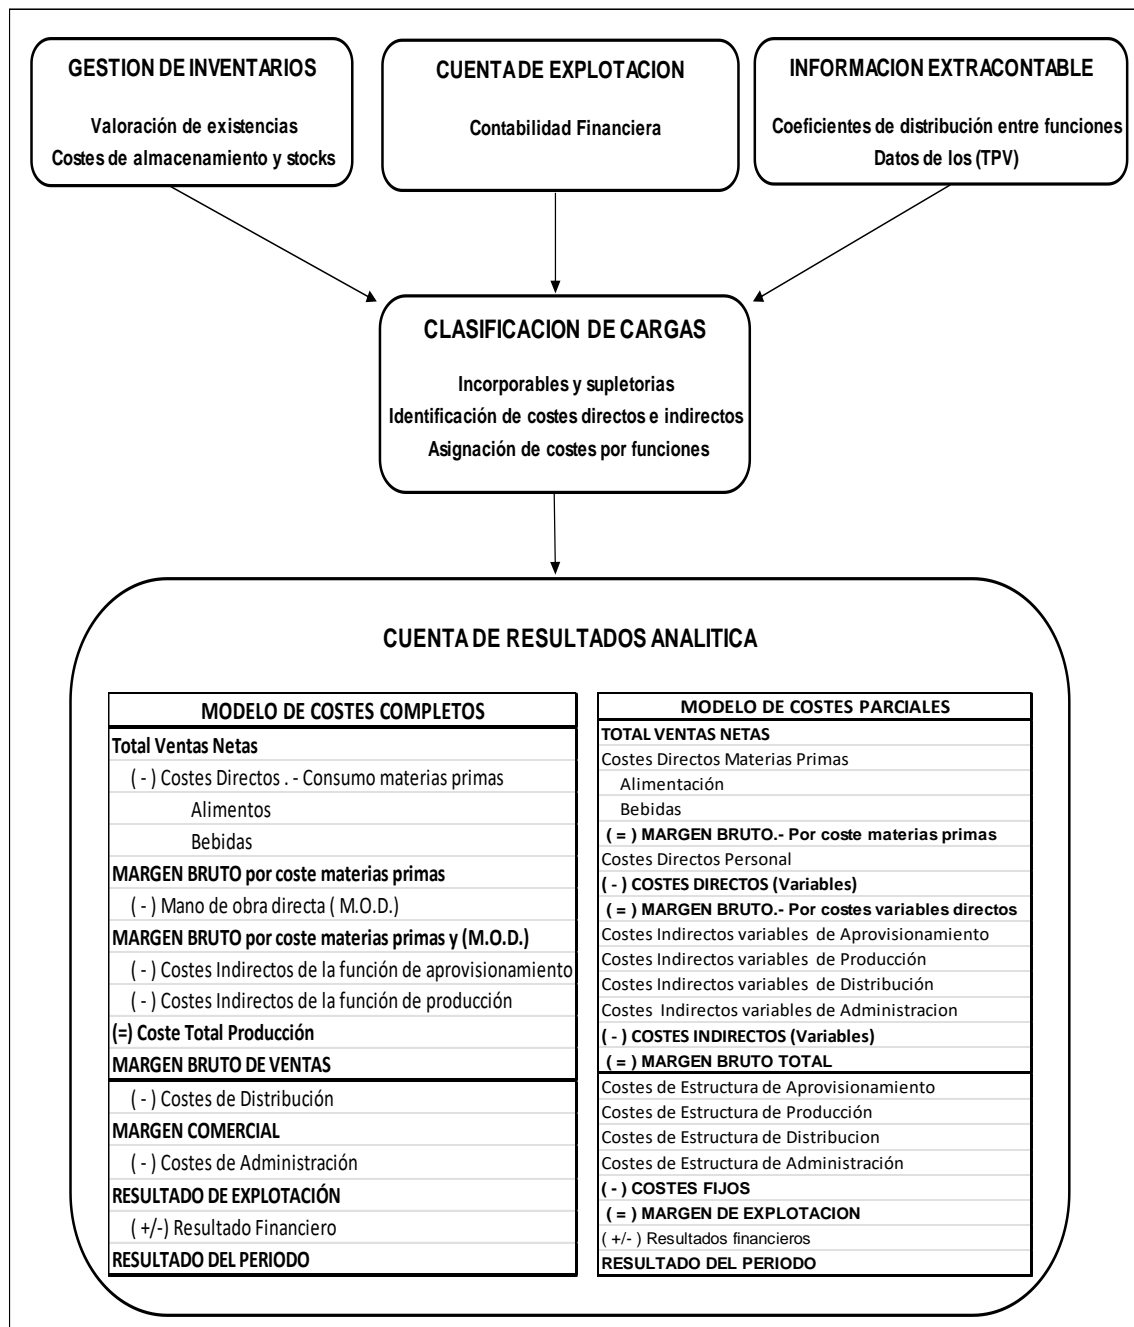 GESTION DE INVENTARIOS
Valoración de existencias
Costes de almacenamiento y stocks
CUENTA DE EXPLOTACION
Contabilidad Financiera
INFORMACION EXTRACONTABLE
Coeficientes de distribución entre funciones
Datos de los (TPV)
CLASIFICACION DE CARGAS
Incorporables y supletorias
Identificación de costes directos e indirectos
Asignación de costes por funciones
CUENTA DE RESULTADOS ANALITICA
MODELO DE COSTES COMPLETOS
Total Ventas Netas
( - ) Costes Directos . - Consumo materias primas
Alimentos
Bebidas
MARGEN BRUTO por coste materias primas
( - ) Mano de obra directa ( M.O.D.)
MARGEN BRUTO por coste materias primas y (M.O.D.)
( - ) Costes Indirectos de la función de aprovisionamiento
( - ) Costes Indirectos de la función de producción
(=) Coste Total Producción
MARGEN BRUTO DE VENTAS
( - ) Costes de Distribución
MARGEN COMERCIAL
( - ) Costes de Administración
RESULTADO DE EXPLOTACIÓN
( +/-) Resultado Financiero
RESULTADO DEL PERIODO
MODELO DE COSTES PARCIALES
TOTAL VENTAS NETAS
Costes Directos Materias Primas
Alimentación
Bebidas
( = ) MARGEN BRUTO.- Por coste materias primas
Costes Directos Personal
( - ) COSTES DIRECTOS (Variables)
( = ) MARGEN BRUTO.- Por costes variables directos
Costes Indirectos variables de Aprovisionamiento
Costes Indirectos variables de Producción
Costes Indirectos variables de Distribución
Costes Indirectos variables de Administracion
( - ) COSTES INDIRECTOS (Variables)
( = ) MARGEN BRUTO TOTAL
Costes de Estructura de Aprovisionamiento
Costes de Estructura de Producción
Costes de Estructura de Distribucion
Costes de Estructura de Administración
( - ) COSTES FIJOS
( = ) MARGEN DE EXPLOTACION
( +/- ) Resultados financieros
RESULTADO DEL PERIODO